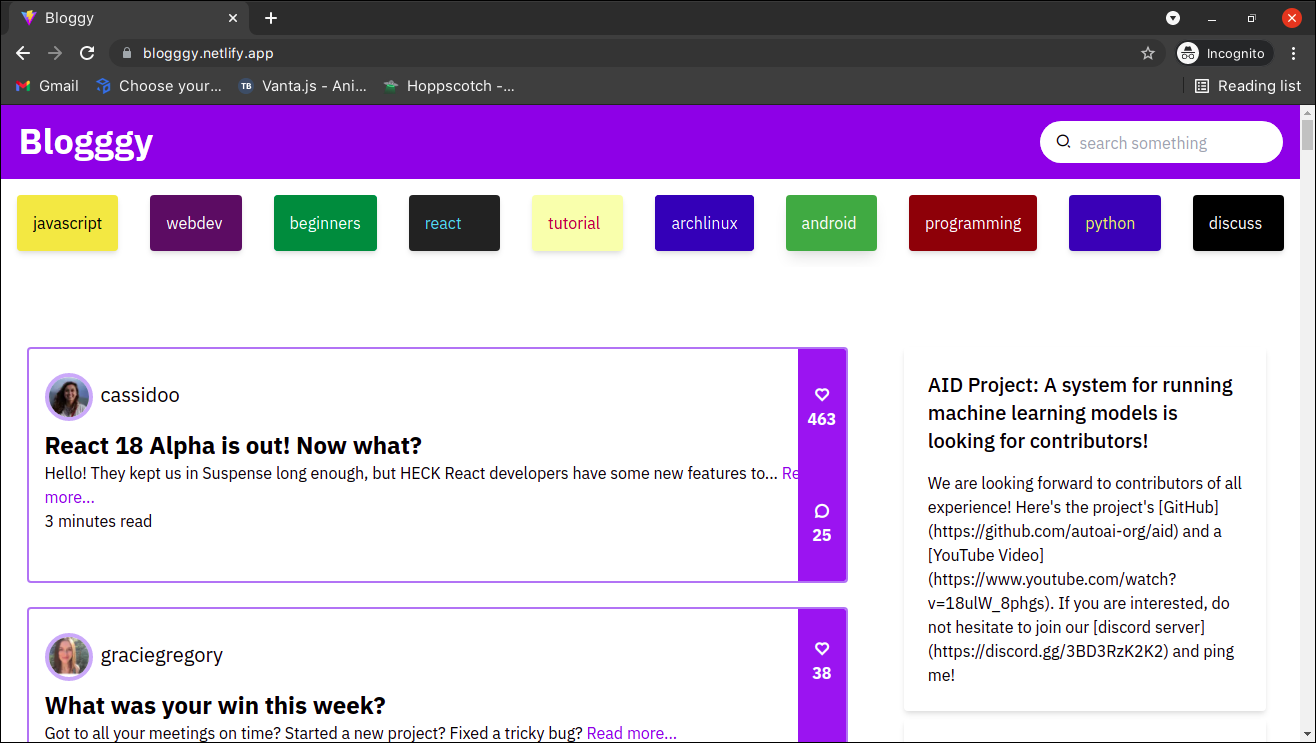 Bloggy
blogggy.netlify.app
Incognito
Gmail
Choose your...
TB
Vanta.js - Ani...
Hoppscotch -...
Reading list
Blogggy
search something
javascript
webdev
beginners
react
tutorial
archlinux
android
programming
python
discuss
cassidoo
React 18 Alpha is out! Now what?
Hello! They kept us in Suspense long enough, but HECK React developers have some new features to... Re
more...
3 minutes read
463
25
graciegregory
What was your win this week?
Got to all your meetings on time? Started a new project? Fixed a tricky bug? Read more...
38
AID Project: A system for running
machine learning models is
looking for contributors!
We are looking forward to contributors of all
experience! Here's the project's [GitHub]
(https://github.com/autoai-org/aid) and a
[YouTube Video]
(https://www.youtube.com/watch?
v=18ulW_8phgs). If you are interested, do
not hesitate to join our [discord server]
(https://discord.gg/3BD3RzK2K2) and ping
me!